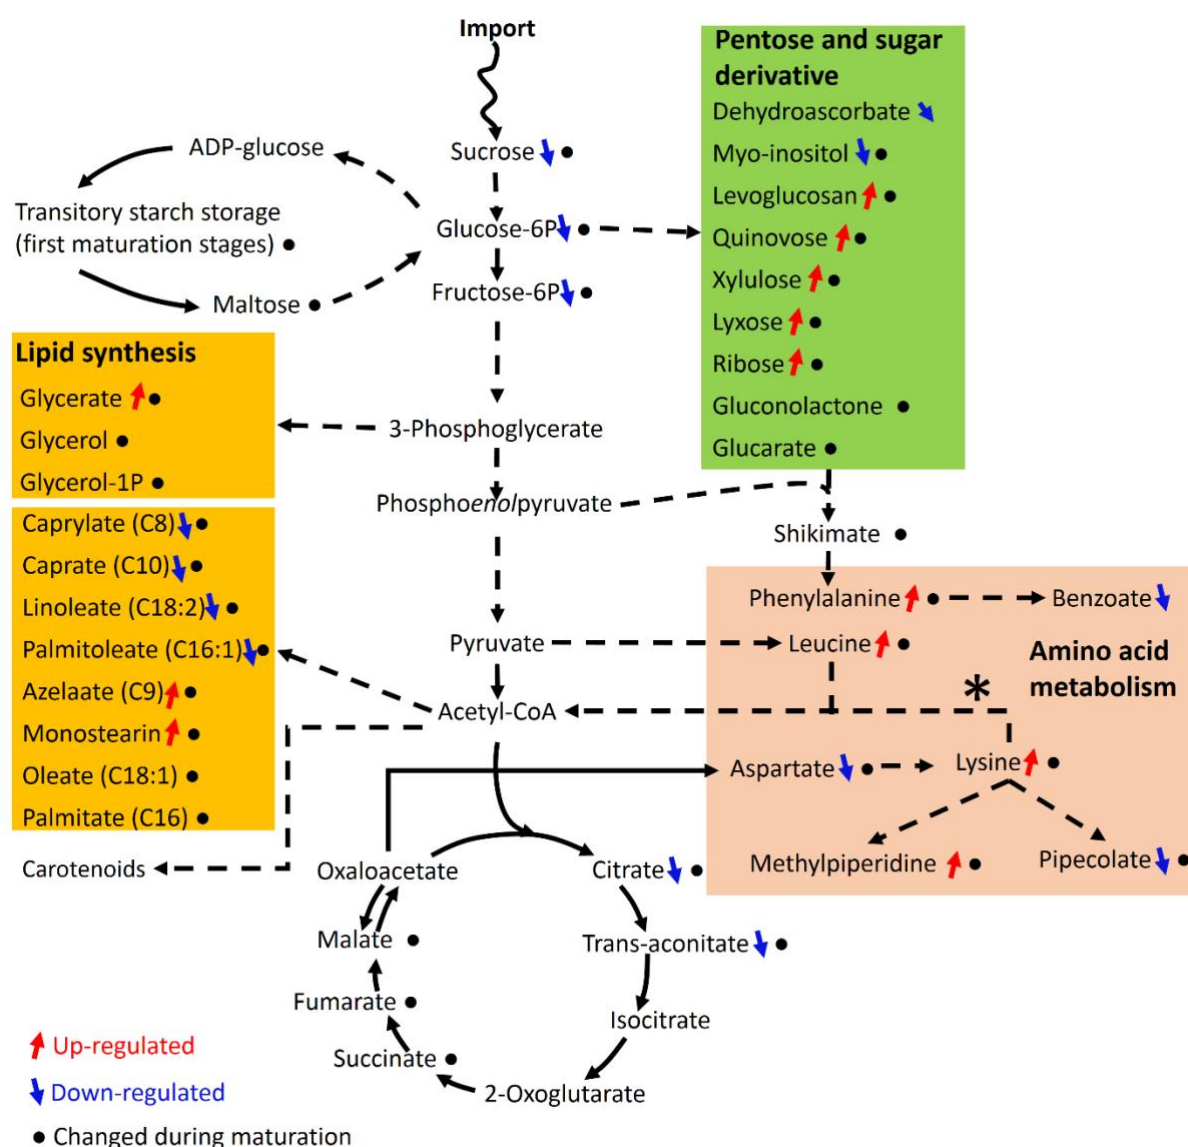 Import
Pentose and sugar
derivative
Dehydroascorbate
Myo-inositol
Levoglucosan
Quinovose
Xylulose
Lyxose
Ribose
Gluconolactone
Glucarate
ADP-glucose
Sucrose
Transitory starch storage
(first maturation stages)
Glucose-6P
Maltose
Fructose-6P
Lipid synthesis
Glycerate
Glycerol
Glycerol-1P
3-Phosphoglycerate
Phosphoenolpyruvate
Shikimate
Caprylate (C8)
Caprate (C10)
Linoleate (C18:2)
Palmitoleate (C16:1)
Azelaate (C9)
Monostearin
Oleate (C18:1)
Palmitate (C16)
Phenylalanine
Benzoate
Pyruvate
Leucine
Amino acid
metabolism
*
Acetyl-CoA
Aspartate
Lysine
Methylpiperidine
Pipecolate
Carotenoids
Oxaloacetate
Citrate
Malate
Trans-aconitate
Fumarate
Isocitrate
Succinate
2-Oxoglutarate
Up-regulated
Down-regulated
Changed during maturation